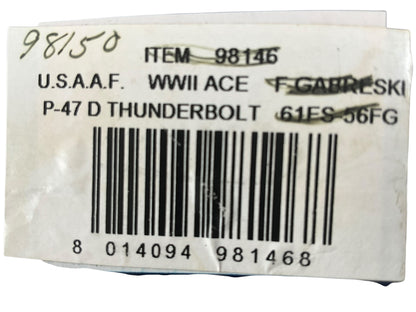 98150
ITEM 98146
U.S.A.A.F. WWII ACE F.GABRESKI
P-47 D THUNDERBOLT 61FS-56FG
8 014094 981468